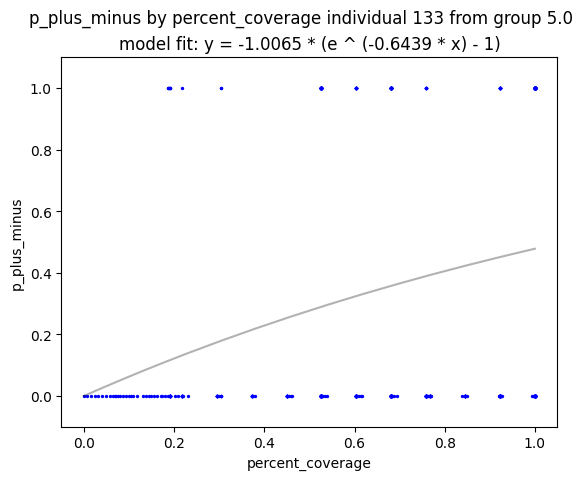 p_plus_minus by percent_coverage individual 133 from group 5.0
model fit: y = -1.0065 * (e ^ (-0.6439 * x) - 1)
1.0
0.8
0.6
0.4
0.2
0.0
p_plus_minus
0.0 0.2 0.4 0.6 0.8 1.0
percent_coverage